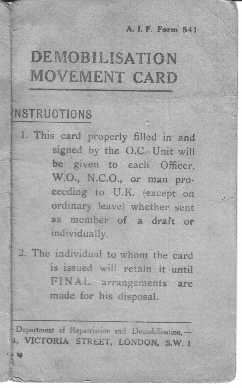 A. I. F. Form 541
DEMOBILISATION
MOVEMENT CARD
INSTRUCTIONS
1. This card properly filled in and
signed by the O.C. Unit will
be given to each Officer,
W.O., N.C.O., or man pro-
ceeding to U.K. (except on
ordinary leave) whether sent
as member of a draft or
individually.
2. The individual to whom the card
is issued will retain it until
FINAL arrangements are
made for his disposal.
Department of Repatriation and Demobilisation,—
VICTORIA STREET, LONDON, S.W. 1